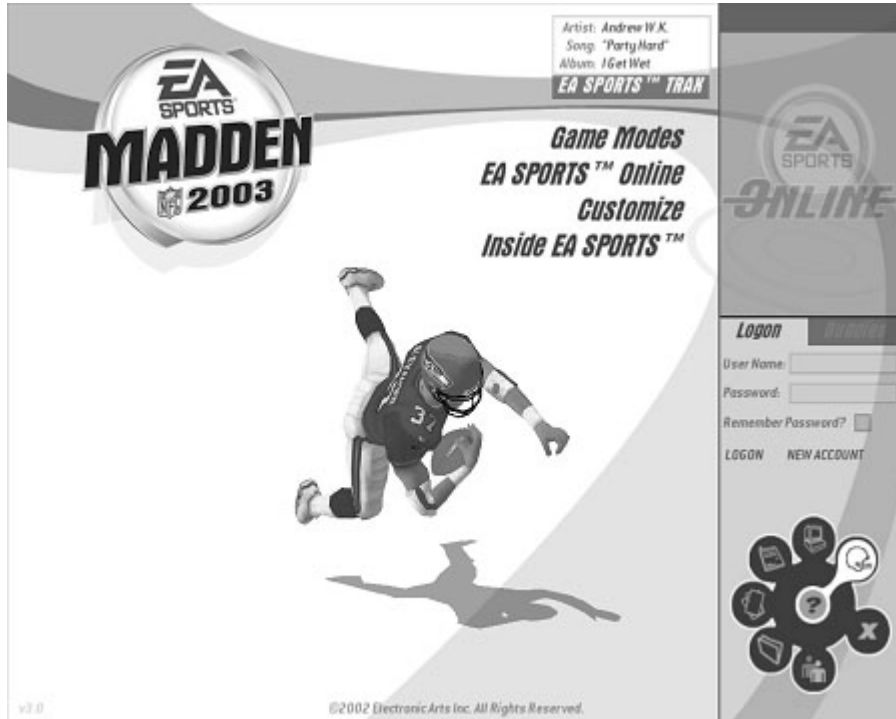 Artist: Andrew W.K.
Song: "Party Hard"
Album: I Get Wet
EA SPORTS™ TRAX
EA
SPORTS
MADDEN
NFL 2003
Game Modes
EA SPORTS™ Online
Customize
Inside EA SPORTS™
37
EA
SPORTS
ONLINE
Logon Buddies
User Name:
Password:
Remember Password?
LOGON NEW ACCOUNT
?
X
v3.0
©2002 Electronic Arts Inc. All Rights Reserved.